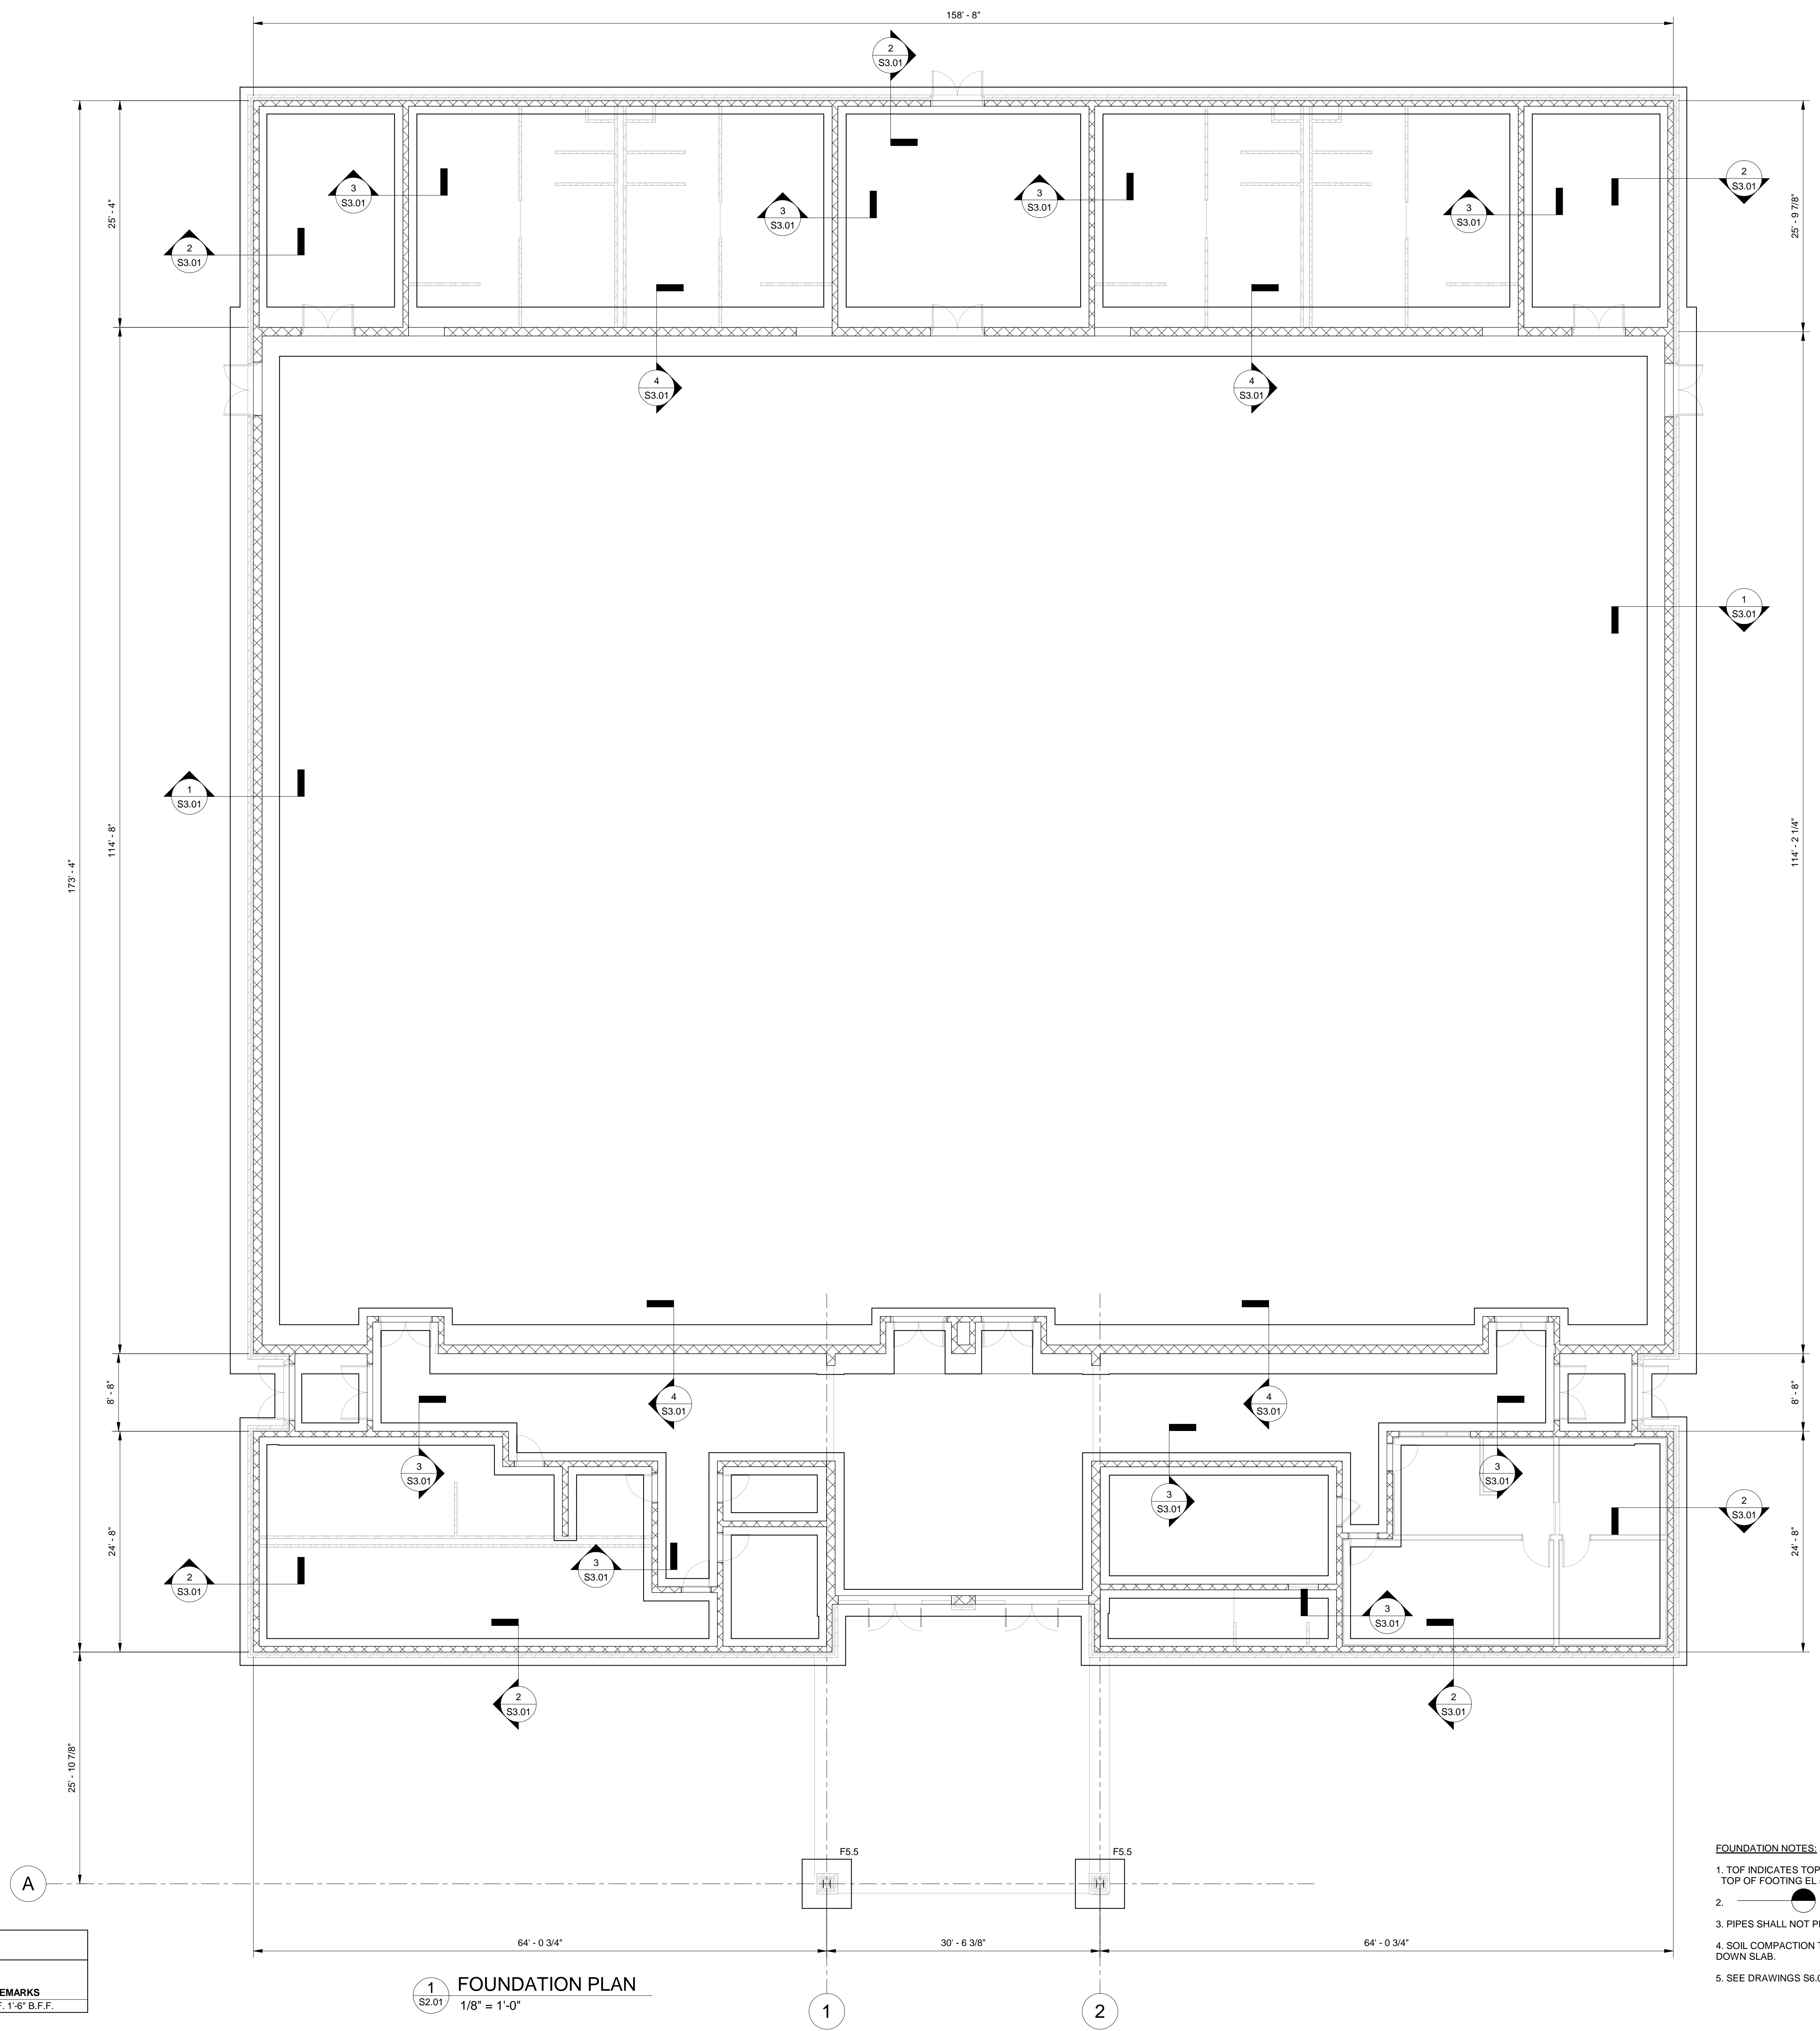 158' - 8"
2
S3.01
2
S3.01
3
S3.01
3
S3.01
3
S3.01
3
S3.01
2
S3.01
25' - 4"
25' - 9 7/8"
4
S3.01
4
S3.01
1
S3.01
1
S3.01
114' - 8"
173' - 4"
114' - 2 1/4"
8' - 8"
4
S3.01
4
S3.01
8' - 8"
3
S3.01
3
S3.01
3
S3.01
2
S3.01
24' - 8"
2
S3.01
3
S3.01
3
S3.01
24' - 8"
2
S3.01
2
S3.01
25' - 10 7/8"
F5.5
F5.5
A
64' - 0 3/4"
30' - 6 3/8"
64' - 0 3/4"
1
S2.01
FOUNDATION PLAN
1/8" = 1'-0"
1
2
EMARKS
F. 1'-6" B.F.F.
FOUNDATION NOTES:
1. TOF INDICATES TOP
TOP OF FOOTING EL
2.
3. PIPES SHALL NOT
4. SOIL COMPACTION
DOWN SLAB.
5. SEE DRAWINGS